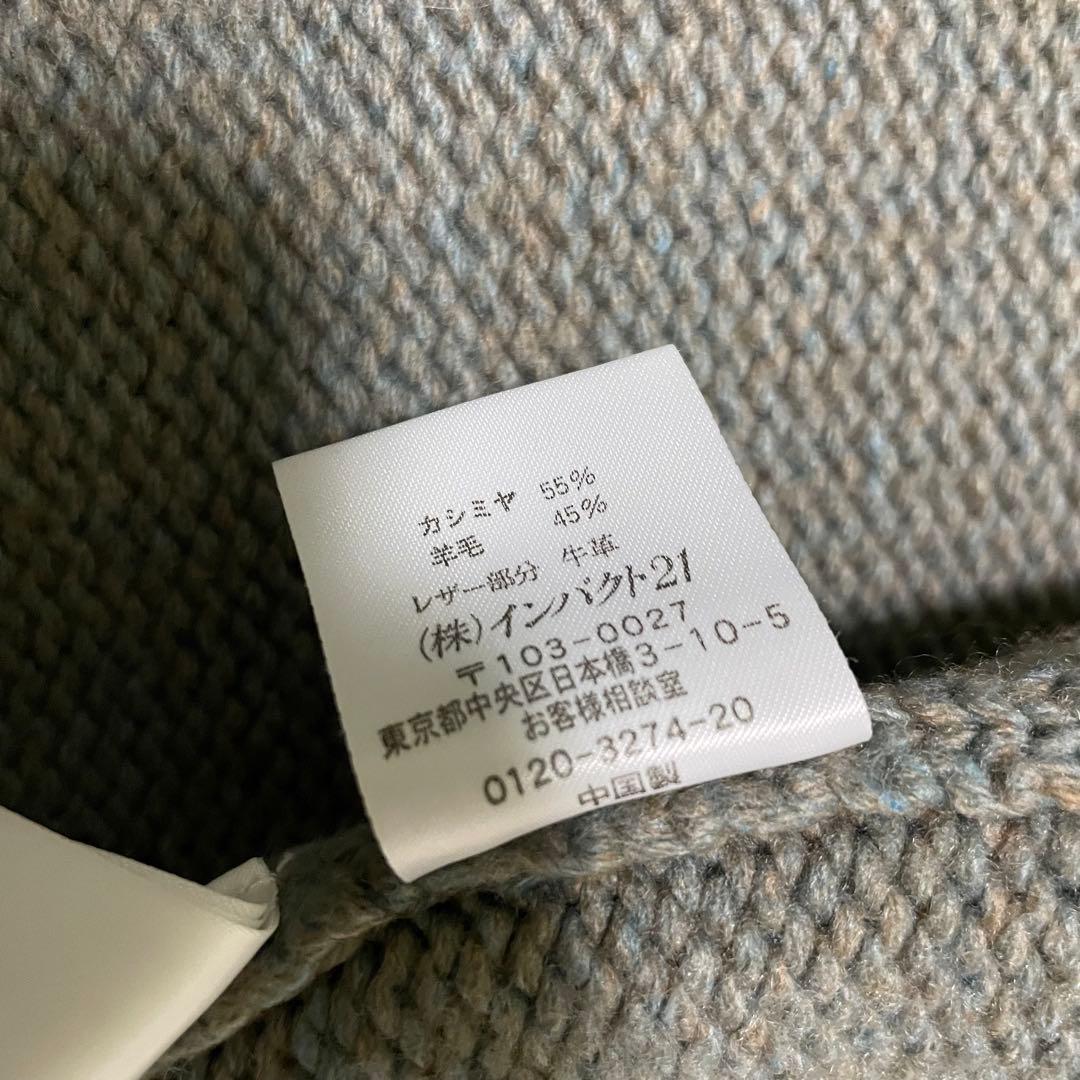 カシミヤ 55%
羊毛 45%
レザー部分 牛革
(株)インパクト21
〒103-0027
東京都中央区日本橋3-10-5
お客様相談室
0120-3274-20
中国製